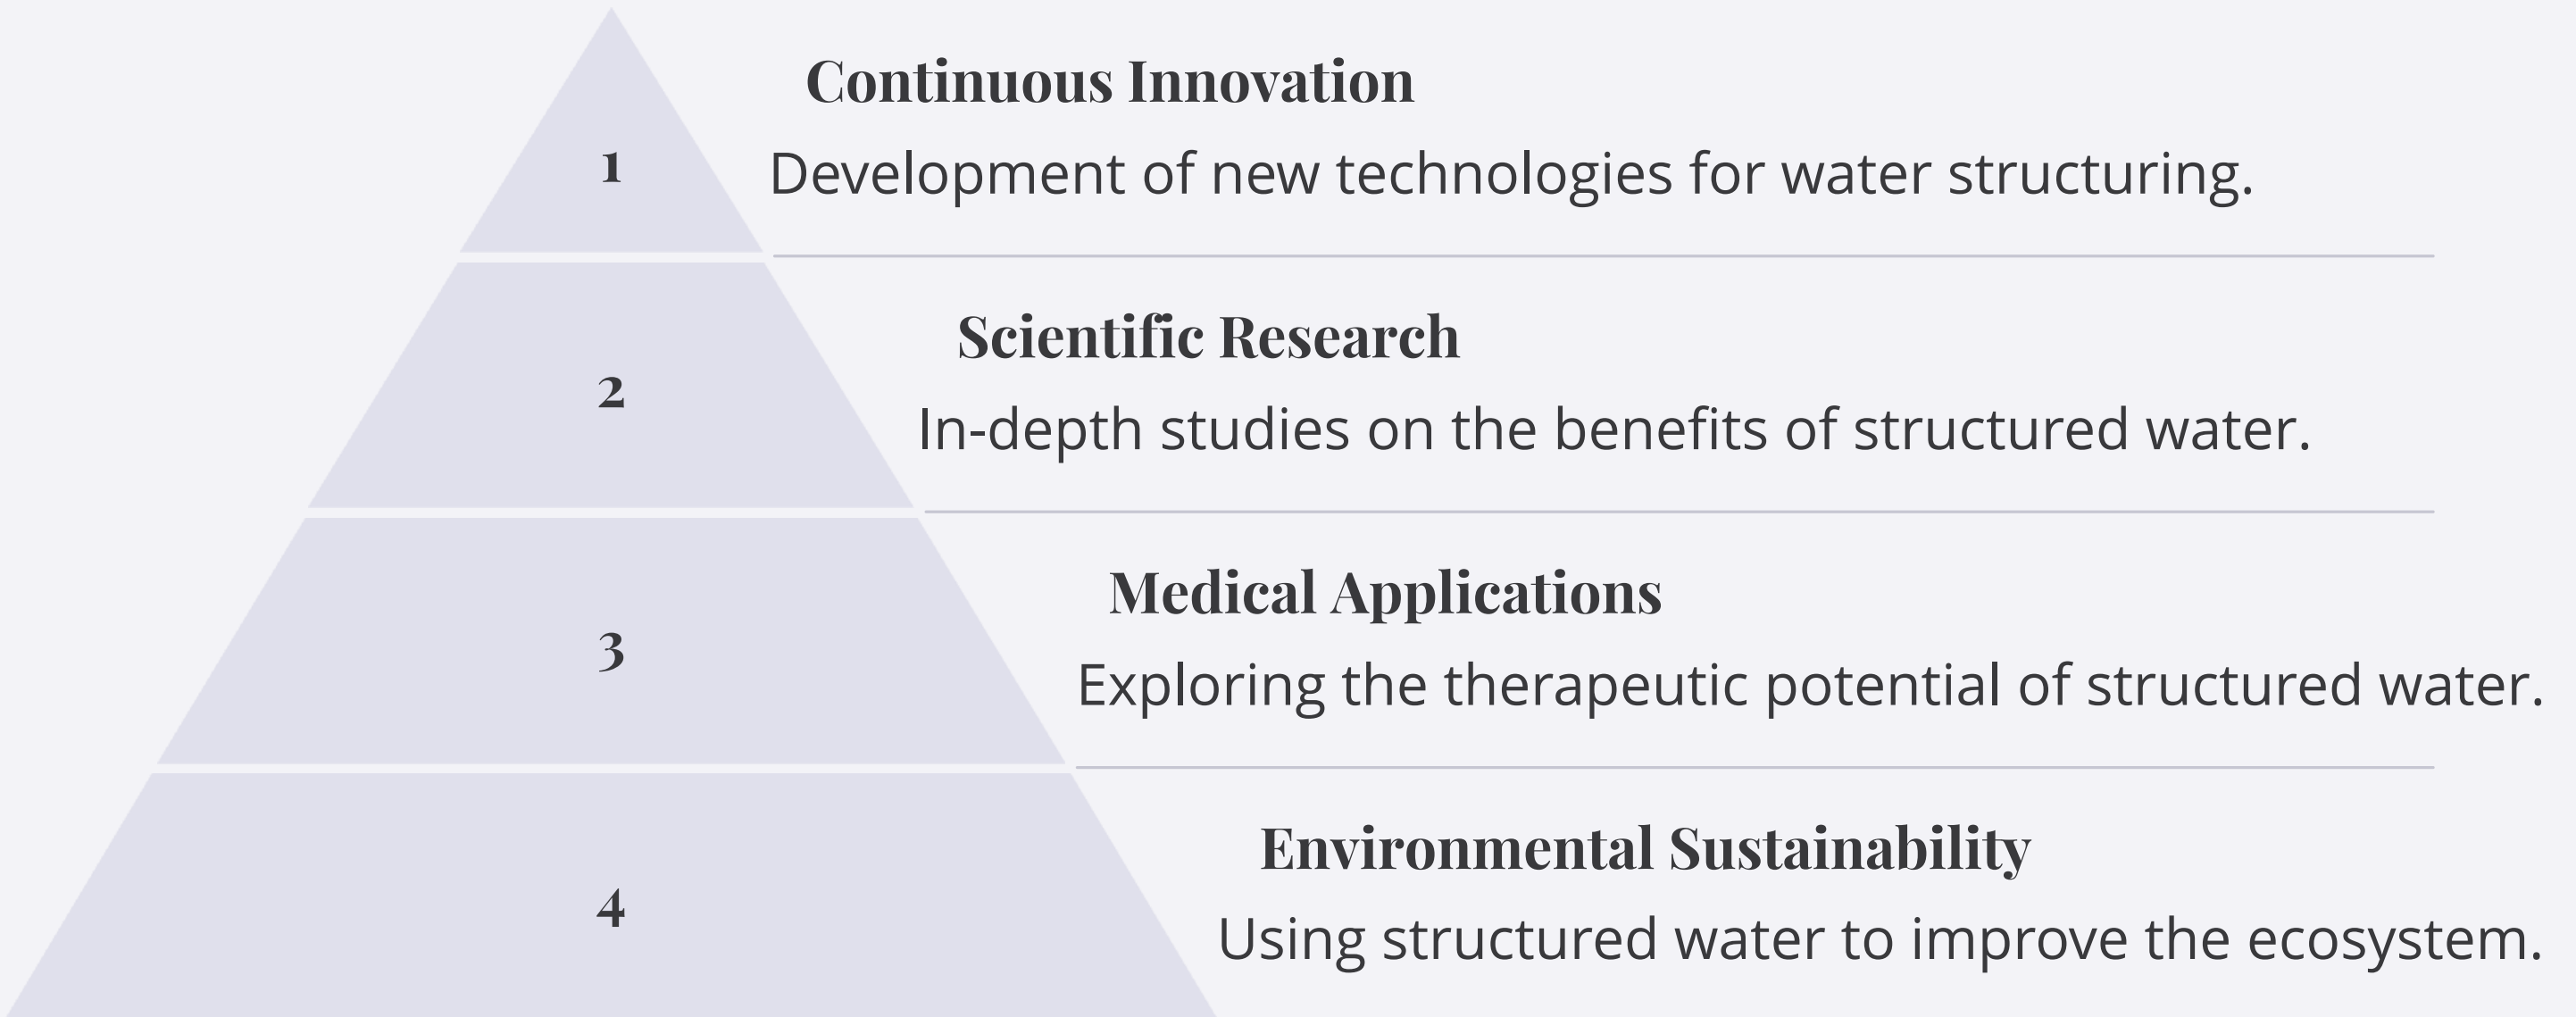 Continuous Innovation
1
Development of new technologies for water structuring.
Scientific Research
2
In-depth studies on the benefits of structured water.
Medical Applications
3
Exploring the therapeutic potential of structured water.
Environmental Sustainability
4
Using structured water to improve the ecosystem.